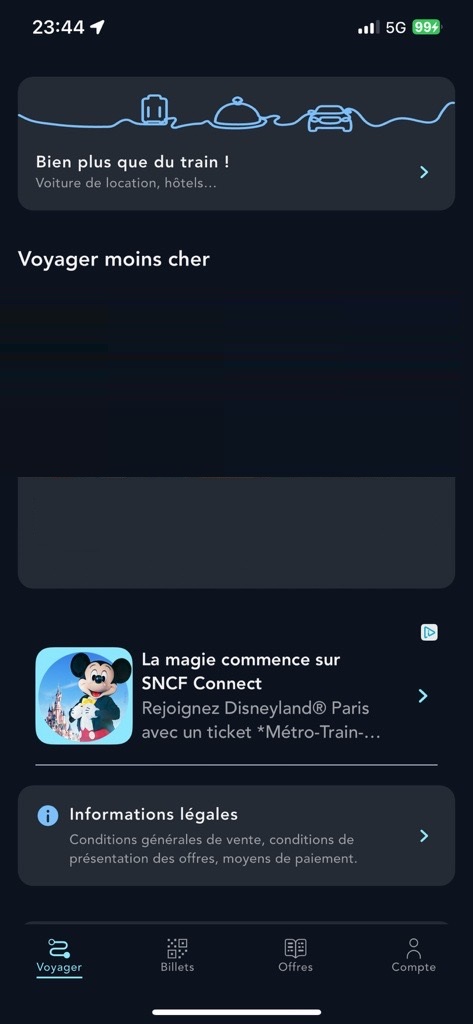 23:44
5G
99
Bien plus que du train !
Voiture de location, hôtels...
Voyager moins cher
La magie commence sur
SNCF Connect
Rejoignez Disneyland® Paris
avec un ticket *Métro-Train-...
Informations légales
Conditions générales de vente, conditions de
présentation des offres, moyens de paiement.
Voyager
Billets
Offres
Compte